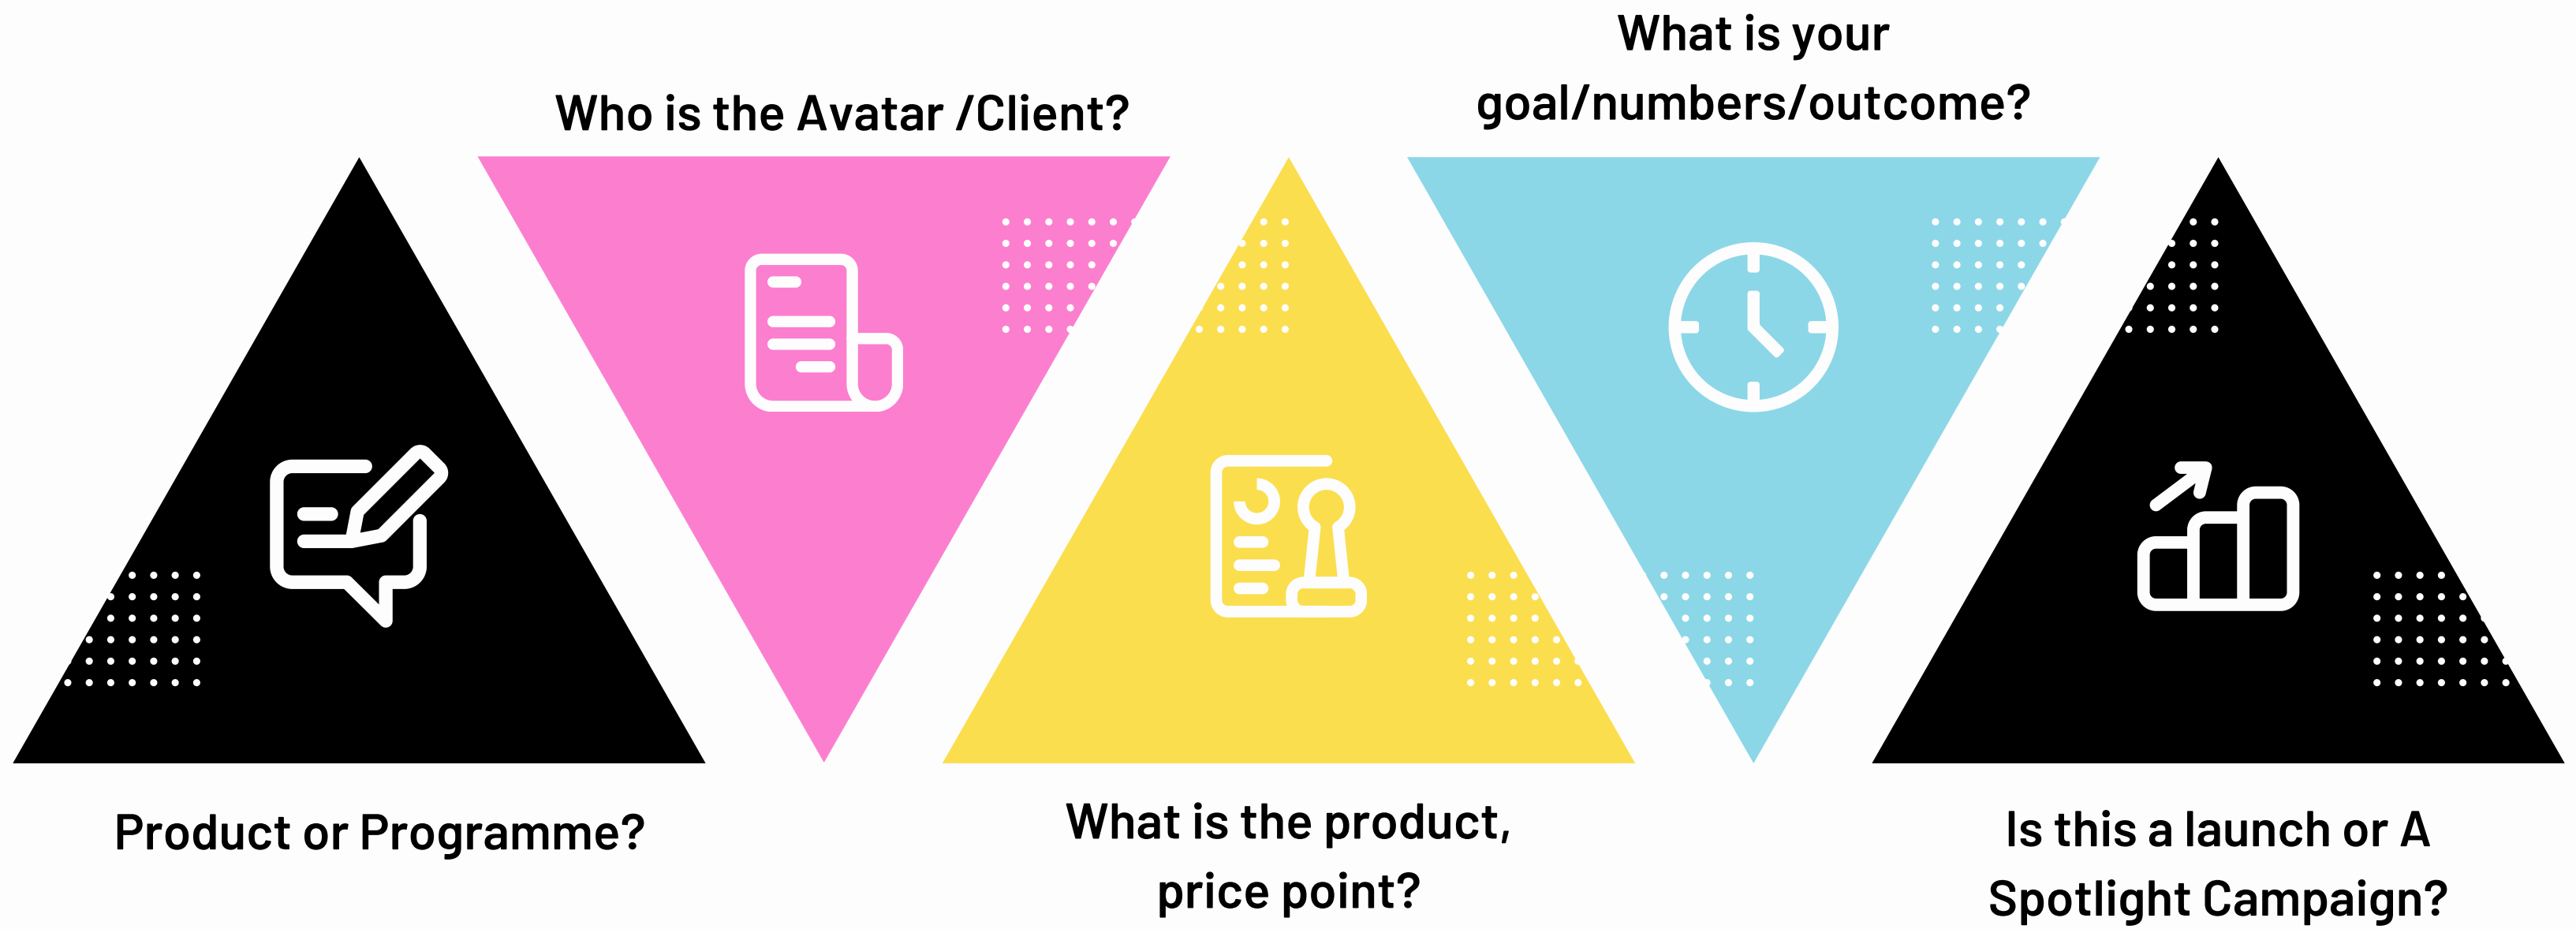 Product or Programme?
Who is the Avatar /Client?
What is the product,
price point?
What is your
goal/numbers/outcome?
Is this a launch or A
Spotlight Campaign?